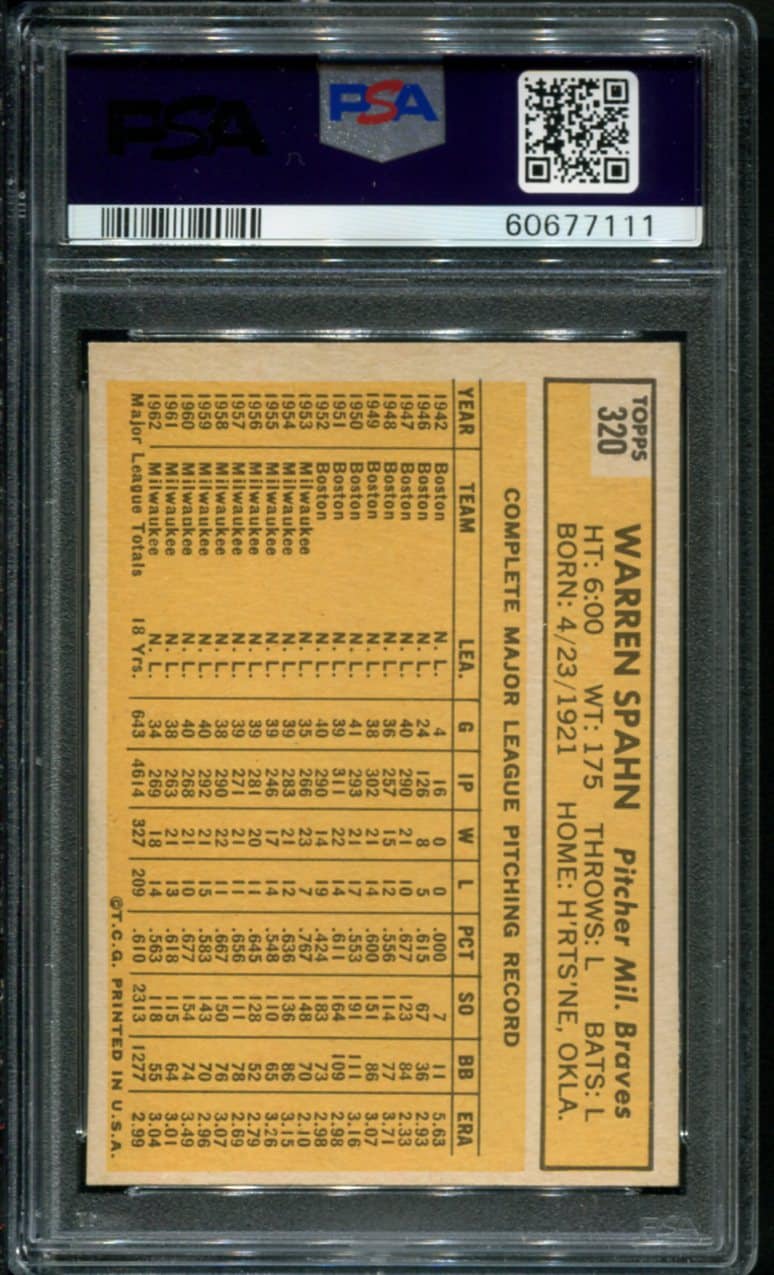 PSA
PSA
60677111
TOPPS
320
WARREN SPAHN Pitcher Mil. Braves
HT: 6:00 WT: 175 THROWS: L BATS: L
BORN: 4/23/1921 HOME: H'RTS'NE, OKLA.
COMPLETE MAJOR LEAGUE PITCHING RECORD
YEAR TEAM LEA. G IP W L PCT SO BB ERA
1942 Boston N. L. 4 16 0 0 .000 7 11 5.63
1946 Boston N. L. 24 126 8 5 .615 67 36 2.93
1947 Boston N. L. 40 290 21 10 .677 123 84 2.33
1948 Boston N. L. 36 257 15 12 .556 114 77 3.71
1949 Boston N. L. 38 302 21 14 .600 151 86 3.07
1950 Boston N. L. 41 293 21 17 .553 191 111 3.16
1951 Boston N. L. 39 311 22 14 .611 164 109 2.98
1952 Boston N. L. 40 290 14 19 .424 183 73 2.98
1953 Milwaukee N. L. 35 266 23 7 .767 148 70 2.10
1954 Milwaukee N. L. 39 283 21 12 .636 136 86 3.15
1955 Milwaukee N. L. 39 246 17 14 .548 110 65 3.26
1956 Milwaukee N. L. 39 281 20 11 .645 128 52 2.79
1957 Milwaukee N. L. 39 271 21 11 .656 111 78 2.69
1958 Milwaukee N. L. 38 290 22 11 .667 150 76 3.07
1959 Milwaukee N. L. 40 292 21 15 .583 143 70 2.96
1960 Milwaukee N. L. 40 268 21 10 .677 154 74 3.49
1961 Milwaukee N. L. 38 263 21 13 .618 115 64 3.01
1962 Milwaukee N. L. 34 269 18 14 .563 118 55 3.04
Major League Totals 18 Yrs. 643 4614 327 209 .610 2313 1277 2.99
©T.C.G. PRINTED IN U.S.A.
PSA